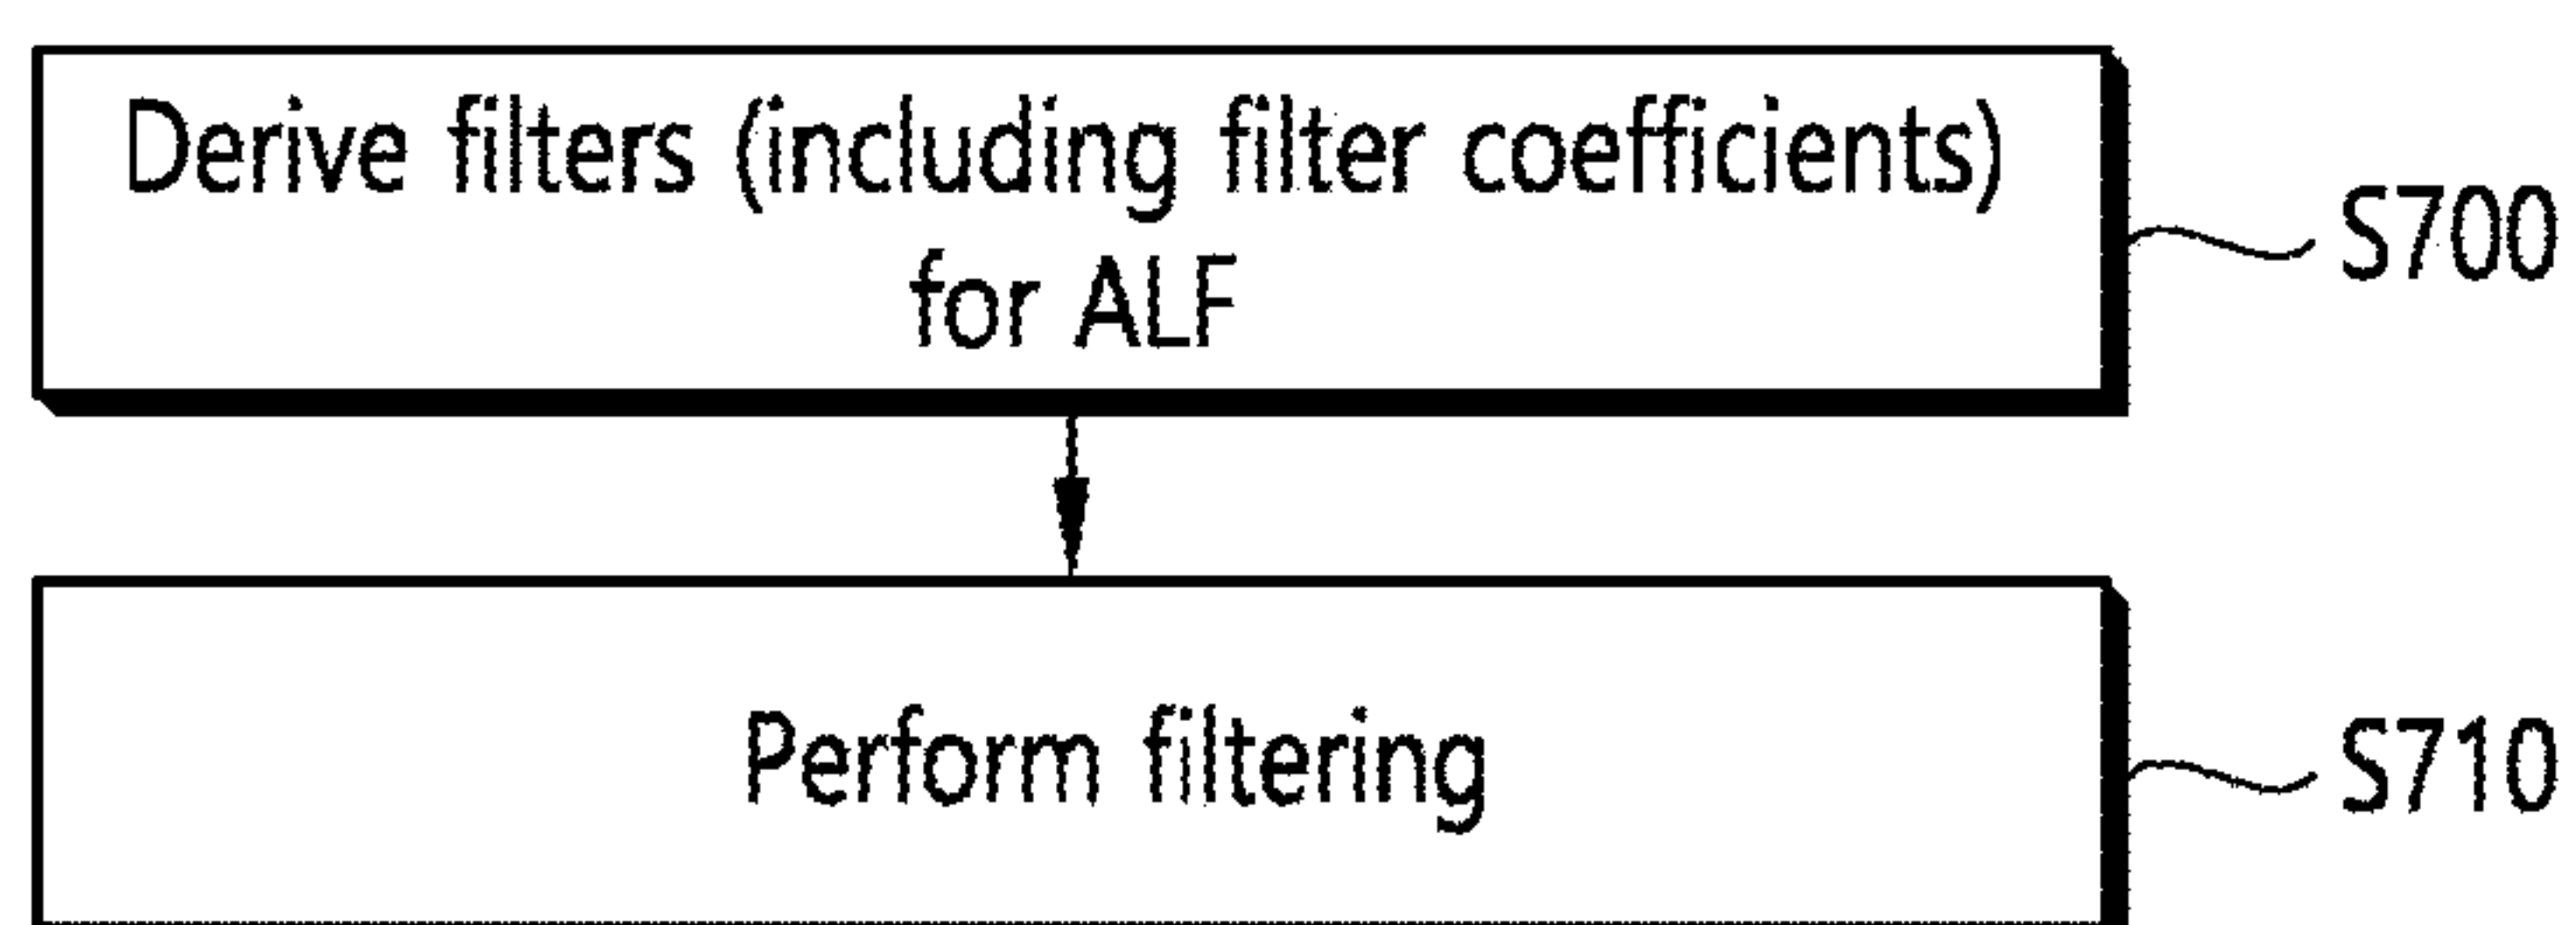 Derive filters (including filter coefficients)
for ALF
S700
Perform filtering
S710